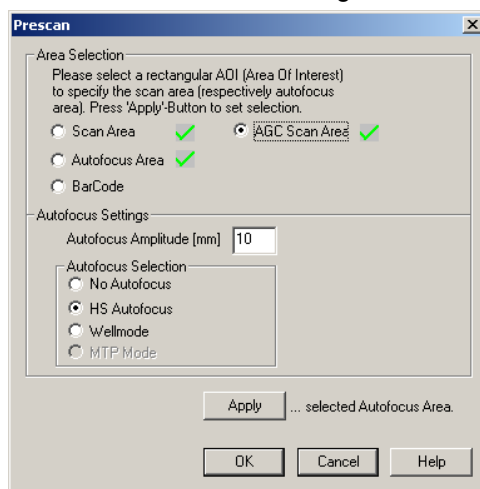 Prescan
Area Selection
Please select a rectangular AOI (Area Of Interest)
to specify the scan area (respectively autofocus
area). Press 'Apply'-Button to set selection.
Scan Area AGC Scan Area
Autofocus Area
BarCode
Autofocus Settings
Autofocus Amplitude [mm] 10
Autofocus Selection
No Autofocus
HS Autofocus
Wellmode
MTP Mode
Apply ... selected Autofocus Area.
OK Cancel Help